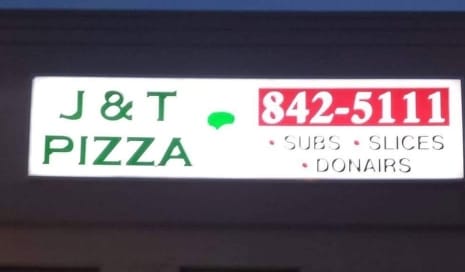 J & T
PIZZA
842-5111
• SUBS • SLICES
• DONAIRS